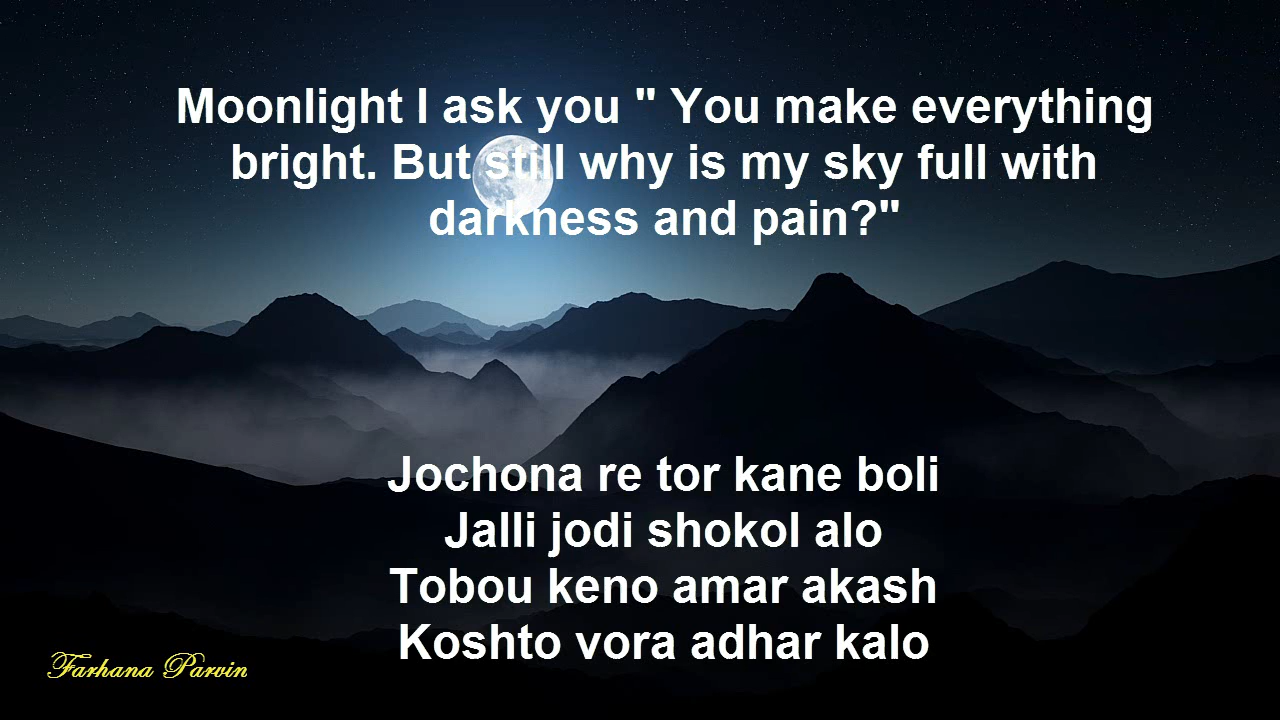 Moonlight I ask you " You make everything
bright. But still why is my sky full with
darkness and pain?"
Jochona re tor kane boli
Jalli jodi shokol alo
Tobou keno amar akash
Koshto vora adhar kalo
Farhana Parvin